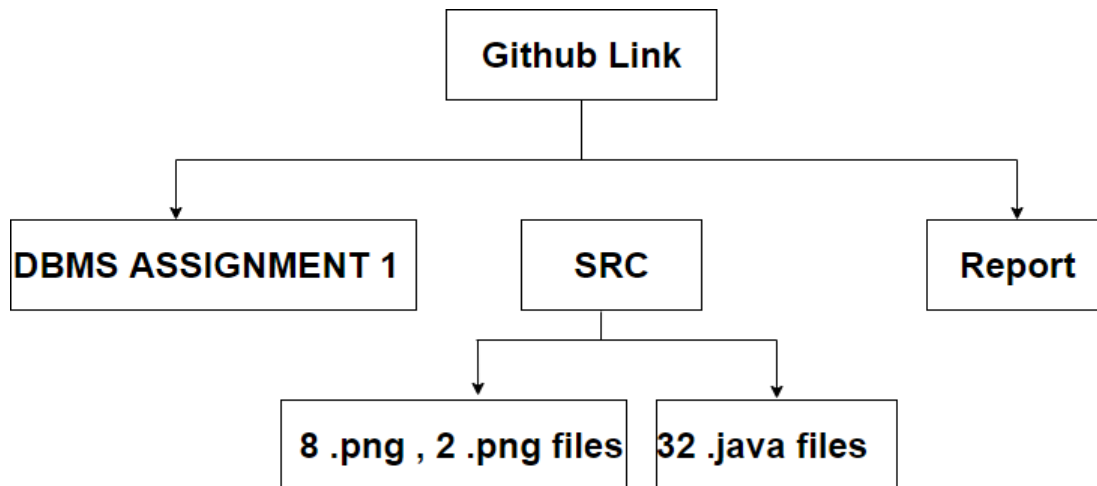 Github Link
DBMS ASSIGNMENT 1
SRC
Report
8 .png , 2 .png files
32 .java files